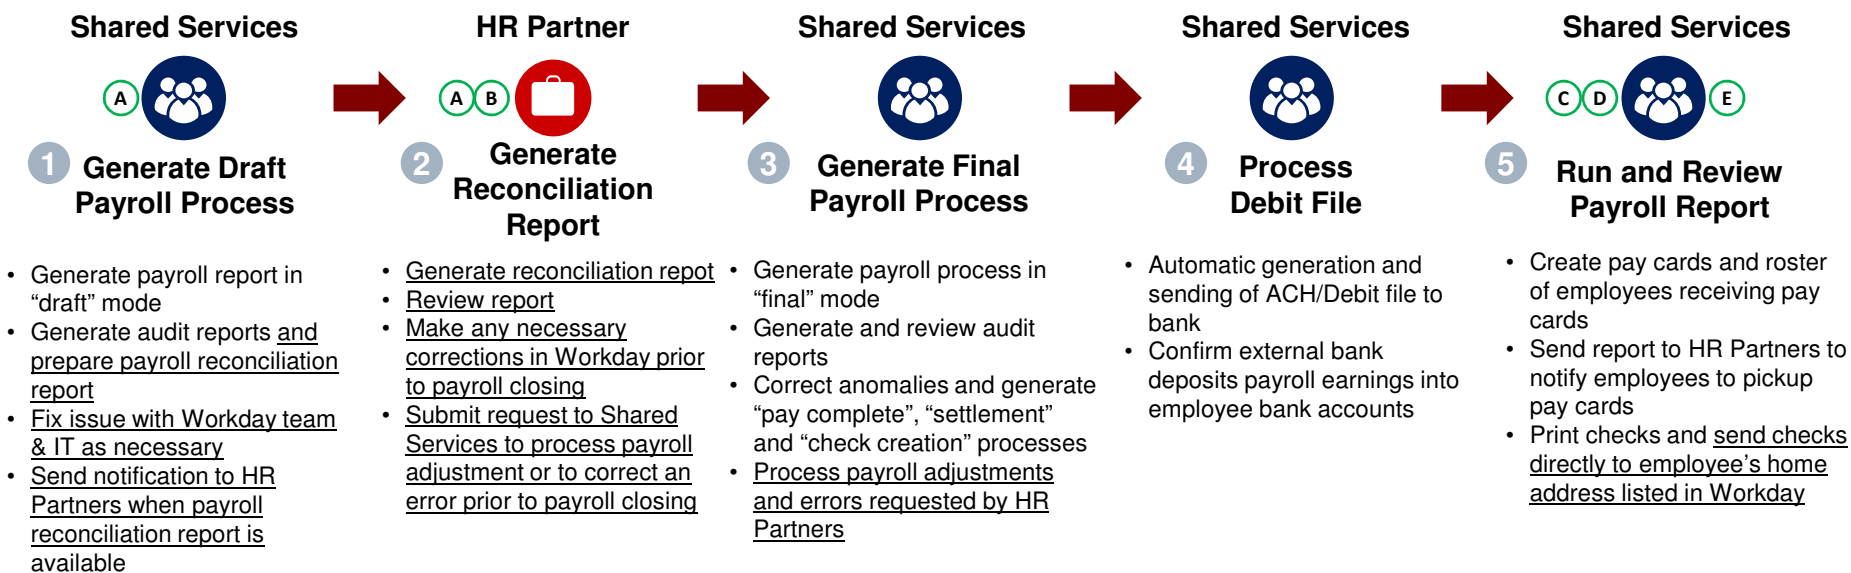 Shared Services
A
1
Generate Draft
Payroll Process
• Generate payroll report in
“draft” mode
• Generate audit reports and
prepare payroll reconciliation
report
• Fix issue with Workday team
& IT as necessary
• Send notification to HR
Partners when payroll
reconciliation report is
available
HR Partner
A B
2
Generate
Reconciliation
Report
• Generate reconciliation repot
• Review report
• Make any necessary
corrections in Workday prior
to payroll closing
• Submit request to Shared
Services to process payroll
adjustment or to correct an
error prior to payroll closing
Shared Services
3
Generate Final
Payroll Process
• Generate payroll process in
“final” mode
• Generate and review audit
reports
• Correct anomalies and generate
“pay complete”, “settlement”
and “check creation” processes
• Process payroll adjustments
and errors requested by HR
Partners
Shared Services
4
Process
Debit File
• Automatic generation and
sending of ACH/Debit file to
bank
• Confirm external bank
deposits payroll earnings into
employee bank accounts
Shared Services
C D E
5
Run and Review
Payroll Report
• Create pay cards and roster
of employees receiving pay
cards
• Send report to HR Partners to
notify employees to pickup
pay cards
• Print checks and send checks
directly to employee’s home
address listed in Workday